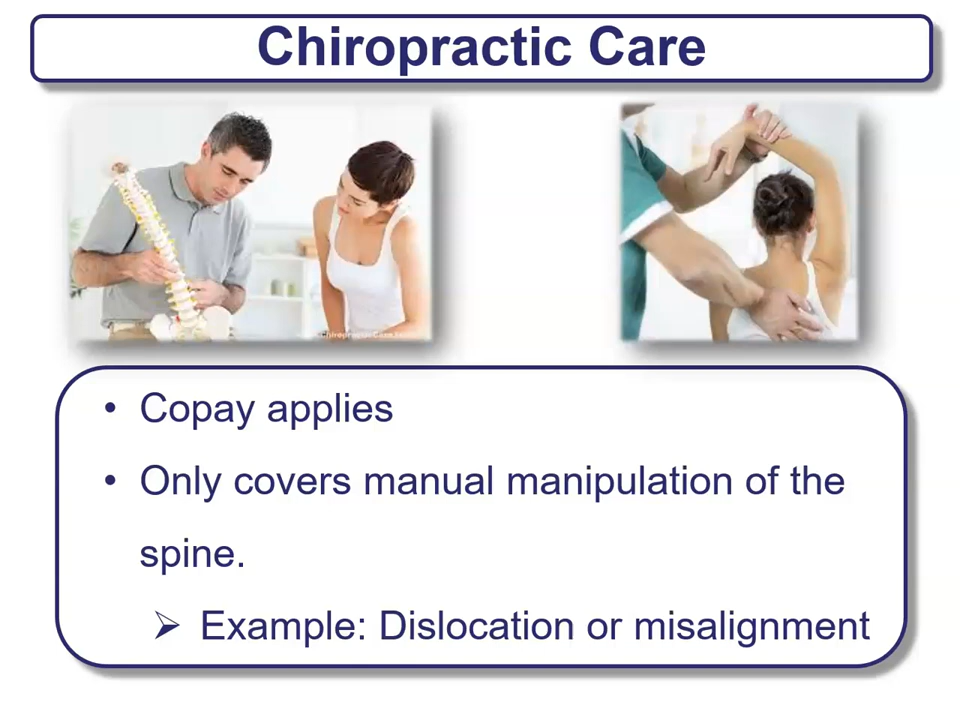 Chiropractic Care
• Copay applies
• Only covers manual manipulation of the
spine.
➢ Example: Dislocation or misalignment